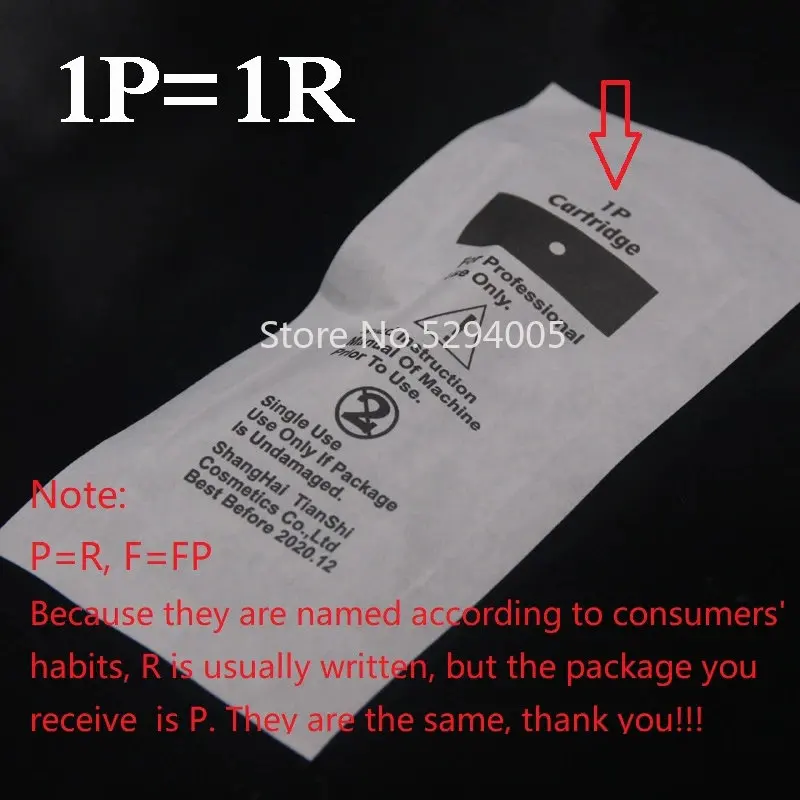 1P=1R
1P
Cartridge
For Professional
Use Only.
Instruction
Manual Of Machine
Prior To Use.
Store No.5294005
2
Single Use
Use Only If Package
Is Undamaged.
ShangHai TianShi
Cosmetics Co.,Ltd
Best Before 2020.12
Note:
P=R, F=FP
Because they are named according to consumers'
habits, R is usually written, but the package you
receive is P. They are the same, thank you!!!